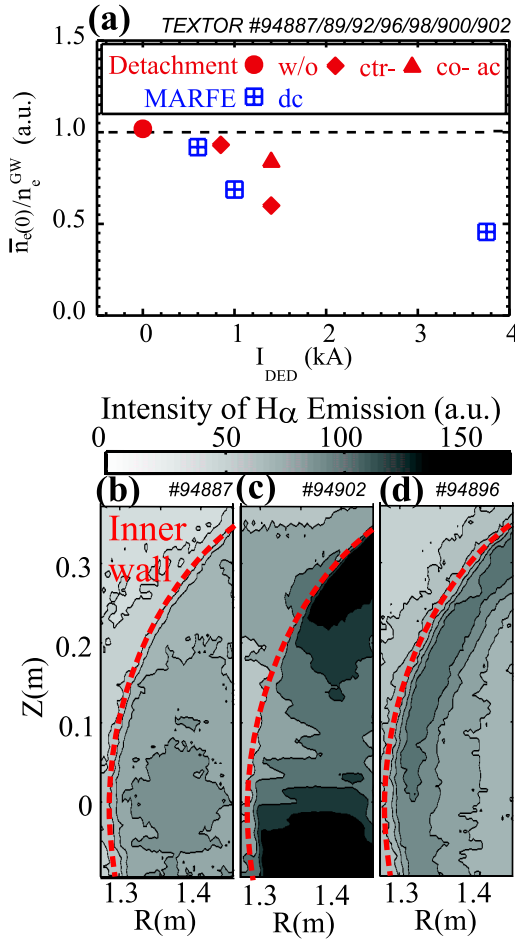 (a) TEXTOR #94887/89/92/96/98/900/902
1.5
Detachment w/o ctr- co- ac
MARFE dc
1.0
0.5
0.0
n̅e(0)/neGW (a.u.)
0 1 2 3 4
IDED (kA)
Intensity of Hα Emission (a.u.)
0 50 100 150
(b) #94887 (c) #94902 (d) #94896
Inner
wall
0.3
0.2
0.1
0
Z(m)
1.3 1.4 1.3 1.4 1.3 1.4
R(m) R(m) R(m)